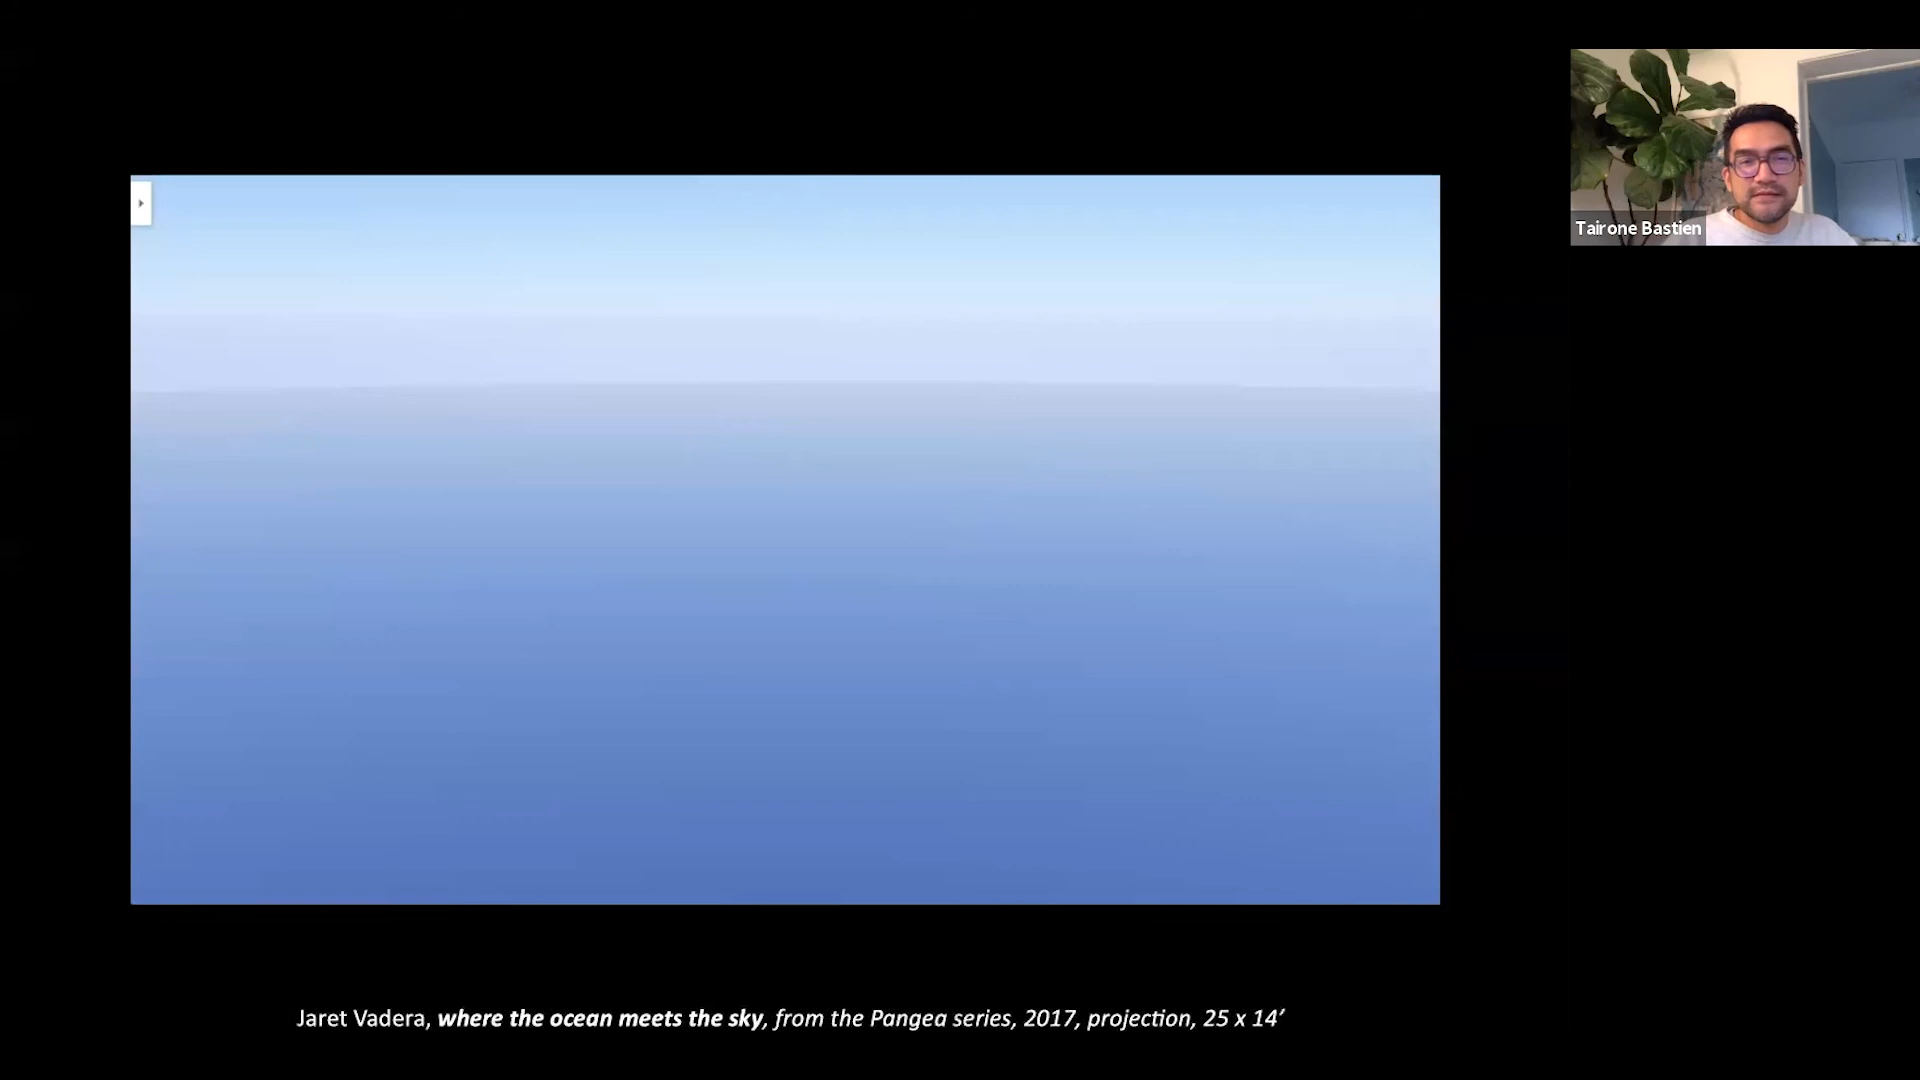 Tairone Bastien
Jaret Vadera, where the ocean meets the sky, from the Pangea series, 2017, projection, 25 x 14’